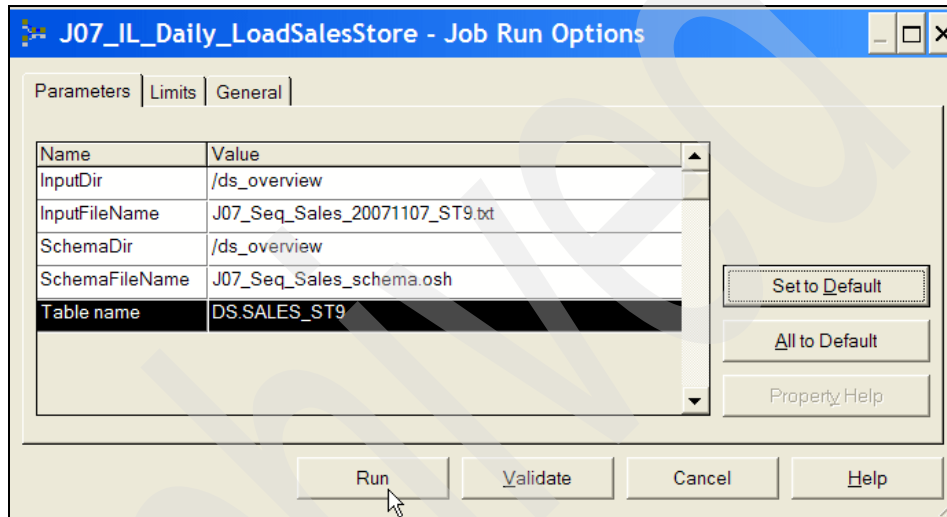 J07_IL_Daily_LoadSalesStore - Job Run Options
Parameters Limits General
Name Value
InputDir /ds_overview
InputFileName J07_Seq_Sales_20071107_ST9.txt
SchemaDir /ds_overview
SchemaFileName J07_Seq_Sales_schema.osh
Table name DS.SALES_ST9
Set to Default
All to Default
Property Help
Run Validate Cancel Help